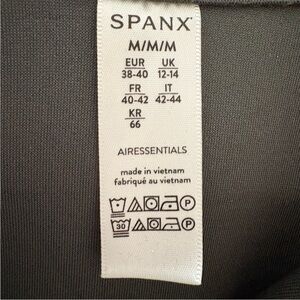 SPANX
M/M/M
EUR UK
38-40 12-14
FR IT
40-42 42-44
KR
66
AIRESSENTIALS
made in vietnam
fabriqué au vietnam
P
30 P